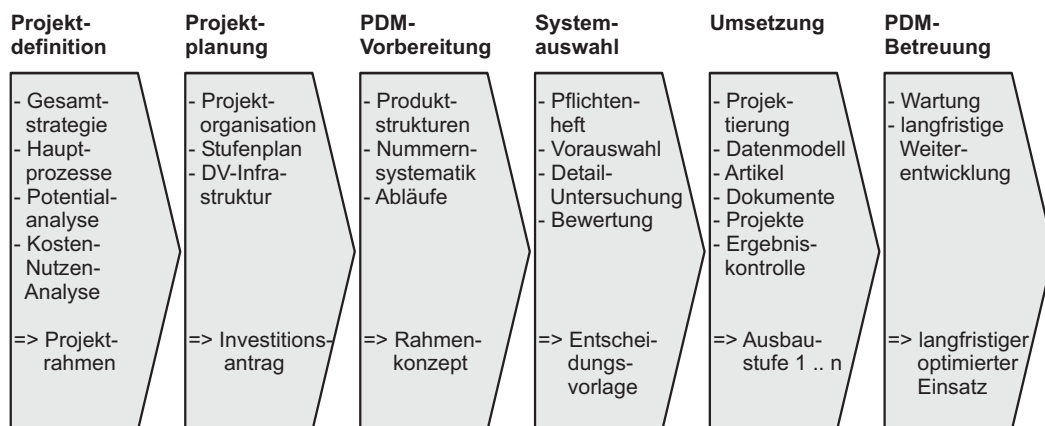 Projekt-
definition
- Gesamt-
strategie
- Haupt-
prozesse
- Potential-
analyse
- Kosten-
Nutzen-
Analyse
=> Projekt-
rahmen
Projekt-
planung
- Projekt-
organisation
- Stufenplan
- DV-Infra-
struktur
=> Investitions-
antrag
PDM-
Vorbereitung
- Produkt-
strukturen
- Nummern-
systematik
- Abläufe
=> Rahmen-
konzept
System-
auswahl
- Pflichten-
heft
- Vorauswahl
- Detail-
Untersuchung
- Bewertung
=> Entschei-
dungs-
vorlage
Umsetzung
- Projek-
tierung
- Datenmodell
- Artikel
- Dokumente
- Projekte
- Ergebnis-
kontrolle
=> Ausbau-
stufe 1 .. n
PDM-
Betreuung
- Wartung
- langfristige
Weiter-
entwicklung
=> langfristiger
optimierter
Einsatz